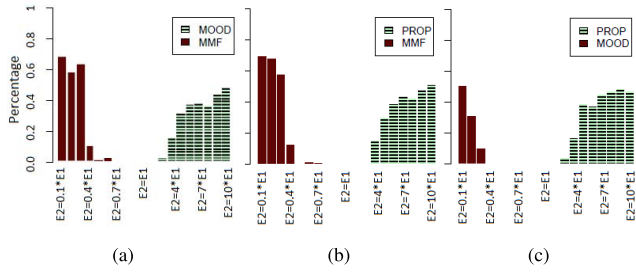 Percentage
0.0
0.2
0.4
0.6
0.8
1
MOOD
MMF
E2=0.1*E1
E2=0.4*E1
E2=0.7*E1
E2=E1
E2=4*E1
E2=7*E1
E2=10*E1
(a)
PROP
MMF
E2=0.1*E1
E2=0.4*E1
E2=0.7*E1
E2=E1
E2=4*E1
E2=7*E1
E2=10*E1
(b)
PROP
MOOD
E2=0.1*E1
E2=0.4*E1
E2=0.7*E1
E2=E1
E2=4*E1
E2=7*E1
E2=10*E1
(c)